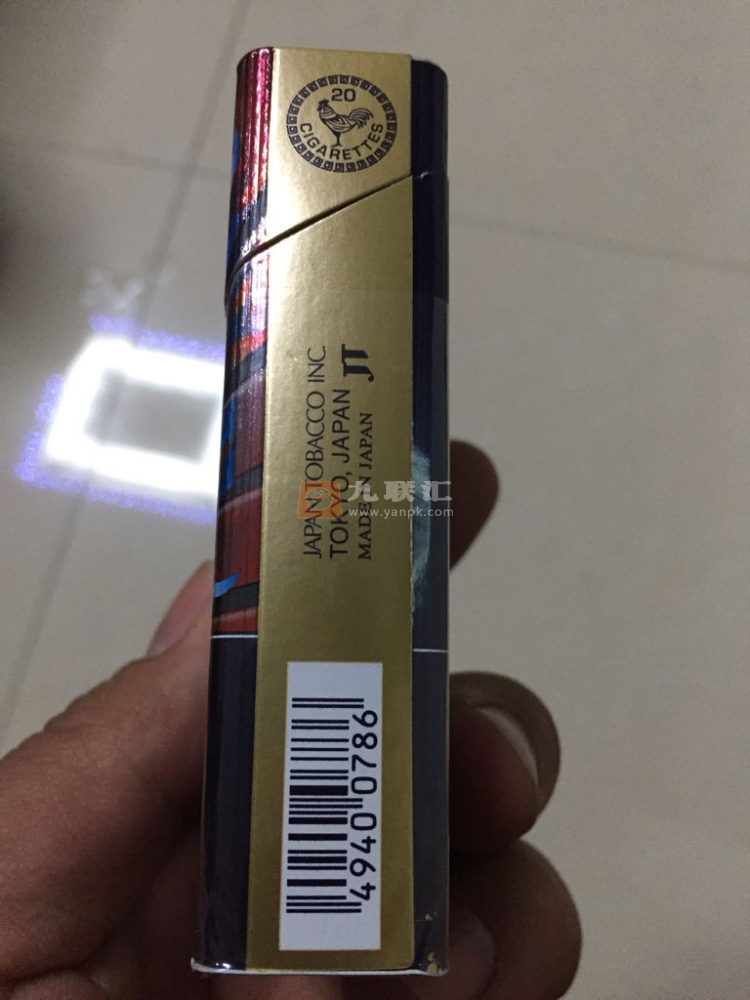 20
CIGARETTES
JAPAN TOBACCO INC.
TOKYO, JAPAN
MADE IN JAPAN
JT
九联汇
www.yanpk.com
4940 0786